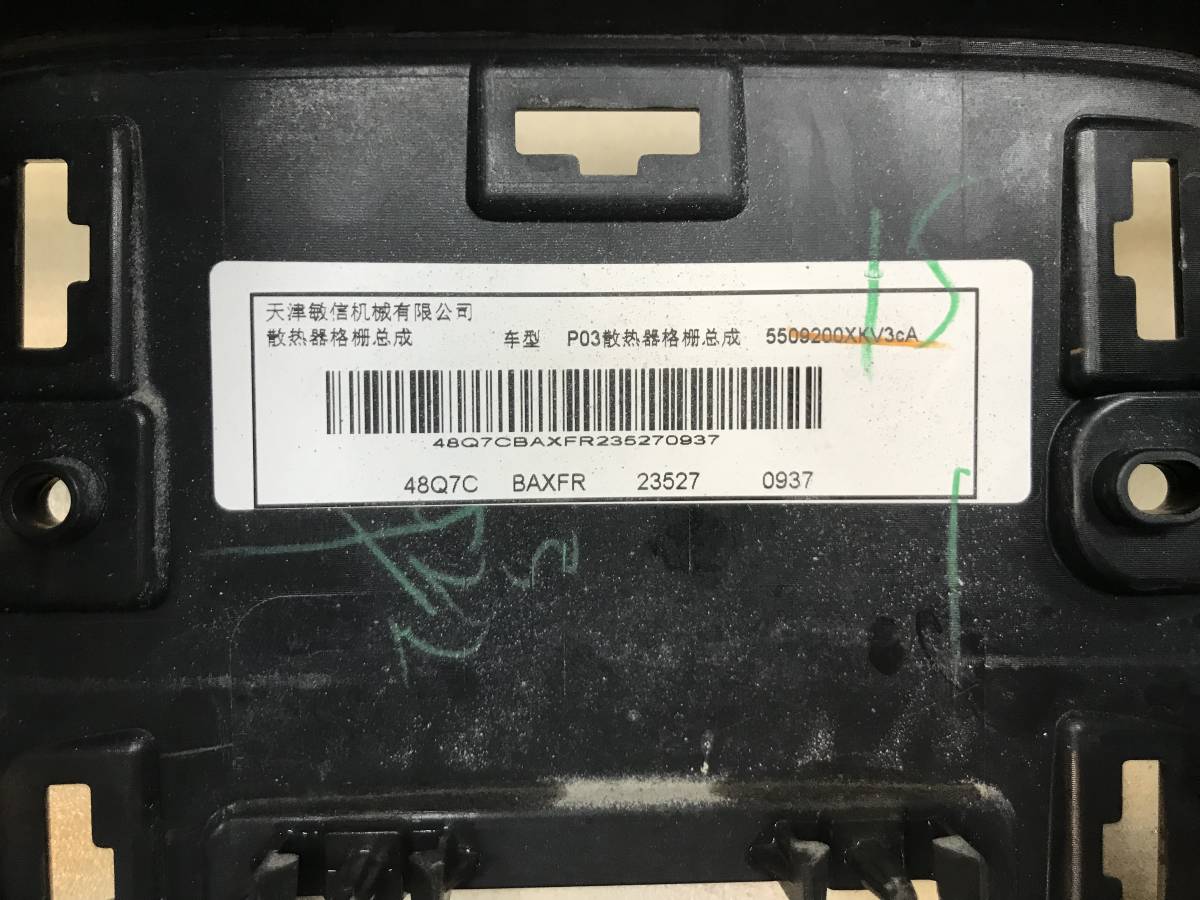 天津敏信机械有限公司
散热器格栅总成 车型 P03散热器格栅总成 5509200XKV3cA
48Q7CBAXFR235270937
48Q7C BAXFR 23527 0937
15